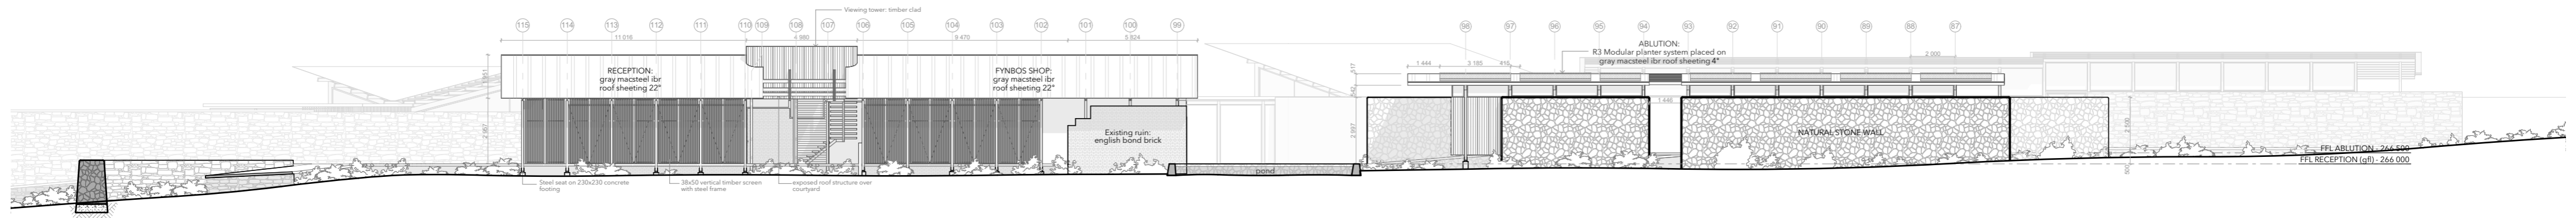 Viewing tower: timber clad
115
114
113
112
111
110
109
108
107
106
105
104
103
102
101
100
99
98
97
96
95
94
93
92
91
90
89
88
87
11 016
4 980
9 470
5 824
RECEPTION:
gray macsteel ibr
roof sheeting 22°
FYNBOS SHOP:
gray macsteel ibr
roof sheeting 22°
ABLUTION:
R3 Modular planter system placed on
gray macsteel ibr roof sheeting 4°
2 000
1 444
3 185
410
517
1 446
Existing ruin:
english bond brick
NATURAL STONE WALL
pond
FFL ABLUTION - 266 500
FFL RECEPTION (gfl) - 266 000
500
Steel seat on 230x230 concrete
footing
38x50 vertical timber screen
with steel frame
exposed roof structure over
courtyard